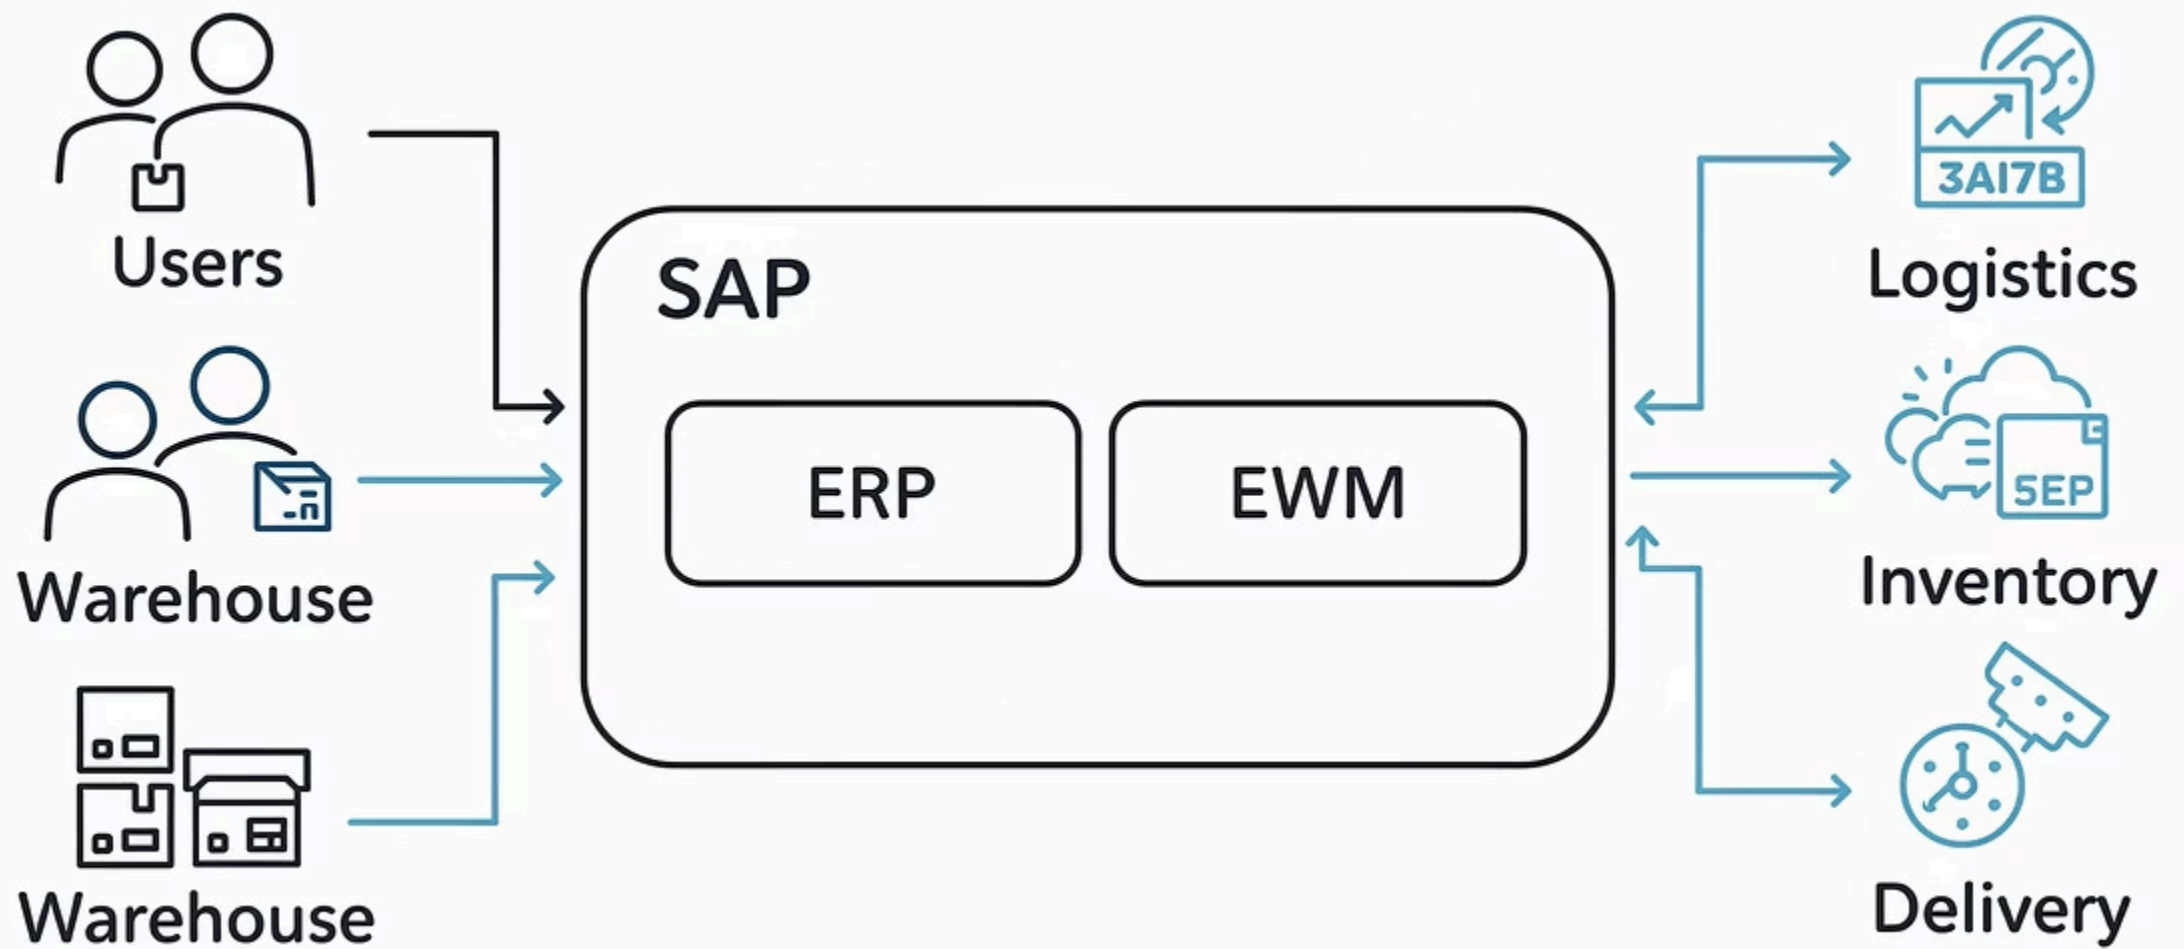 Users
Warehouse
Warehouse
SAP
ERP
EWM
3AI7B
Logistics
5EP
Inventory
Delivery